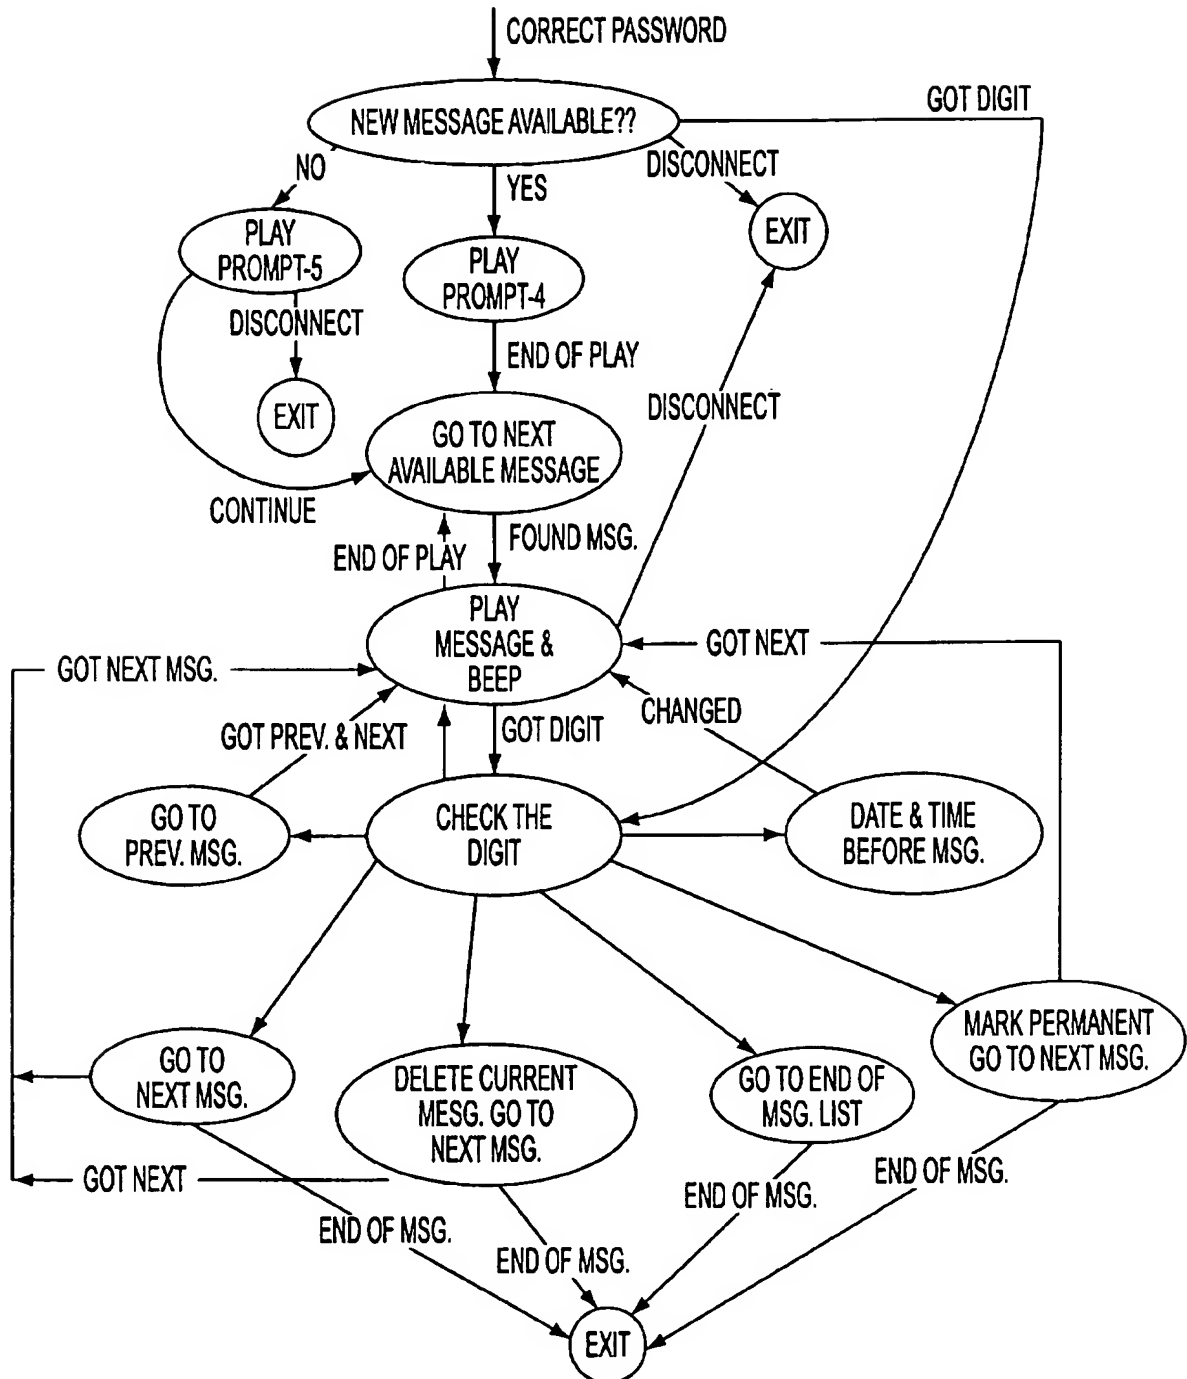 CORRECT PASSWORD
GOT DIGIT
NEW MESSAGE AVAILABLE??
NO
YES
DISCONNECT
PLAY
PROMPT-5
PLAY
PROMPT-4
EXIT
DISCONNECT
END OF PLAY
EXIT
DISCONNECT
GO TO NEXT
AVAILABLE MESSAGE
CONTINUE
FOUND MSG.
END OF PLAY
PLAY
MESSAGE &
BEEP
GOT NEXT
GOT NEXT MSG.
CHANGED
GOT PREV. & NEXT
GOT DIGIT
GO TO
PREV. MSG.
CHECK THE
DIGIT
DATE & TIME
BEFORE MSG.
GO TO
NEXT MSG.
DELETE CURRENT
MESG. GO TO
NEXT MSG.
GO TO END OF
MSG. LIST
MARK PERMANENT
GO TO NEXT MSG.
GOT NEXT
END OF MSG.
END OF MSG.
END OF MSG.
END OF MSG.
EXIT